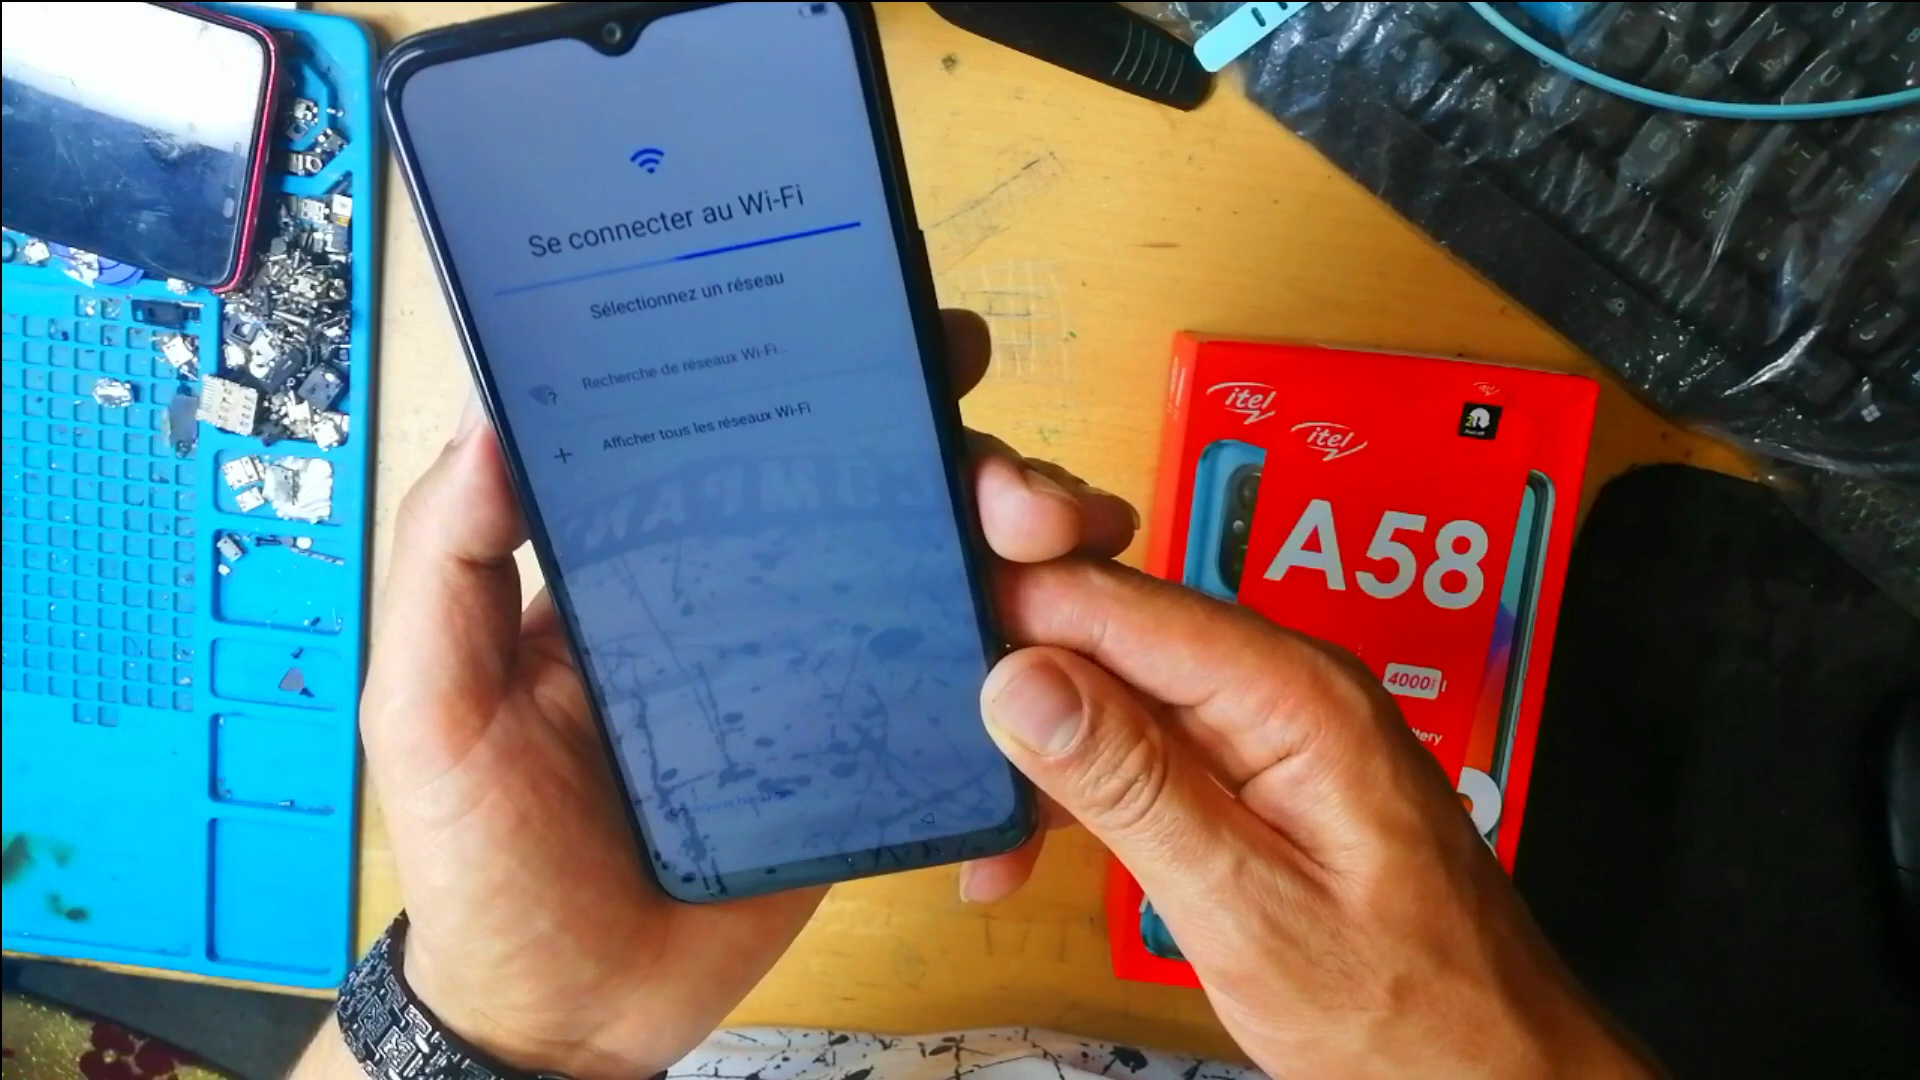 Se connecter au Wi-Fi
Sélectionnez un réseau
Recherche de réseaux Wi-Fi...
Afficher tous les réseaux Wi-Fi
itel
itel
A58
4000